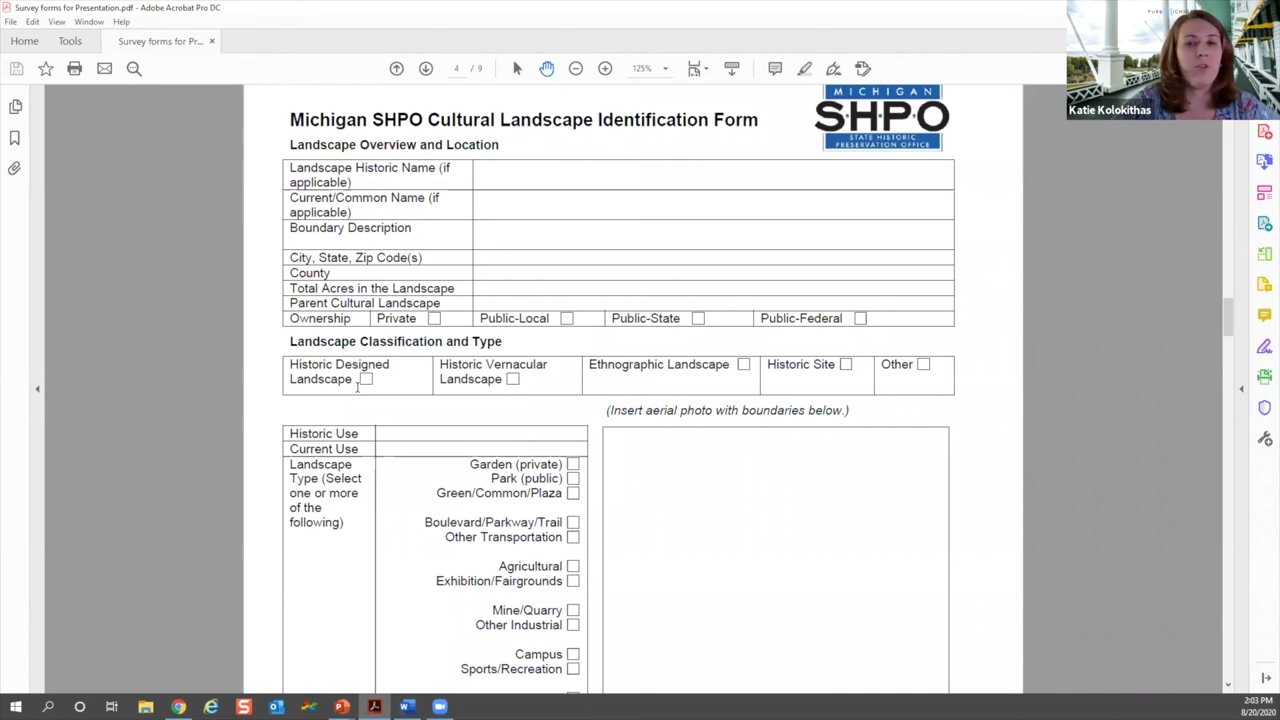 Survey forms for Presentation.pdf - Adobe Acrobat Pro DC
File Edit View Window Help
Home Tools Survey forms for Pr... ×
4 / 9 125%
PURE MICH
Katie Kolokithas
MICHIGAN
SHPO
STATE HISTORIC
PRESERVATION OFFICE
Michigan SHPO Cultural Landscape Identification Form
Landscape Overview and Location
Landscape Historic Name (if
applicable)
Current/Common Name (if
applicable)
Boundary Description
City, State, Zip Code(s)
County
Total Acres in the Landscape
Parent Cultural Landscape
Ownership Private Public-Local Public-State Public-Federal
Landscape Classification and Type
Historic Designed
Landscape
Historic Vernacular
Landscape
Ethnographic Landscape
Historic Site
Other
(Insert aerial photo with boundaries below.)
Historic Use
Current Use
Landscape
Type (Select
one or more
of the
following)
Garden (private)
Park (public)
Green/Common/Plaza
Boulevard/Parkway/Trail
Other Transportation
Agricultural
Exhibition/Fairgrounds
Mine/Quarry
Other Industrial
Campus
Sports/Recreation
2:03 PM
8/20/2020